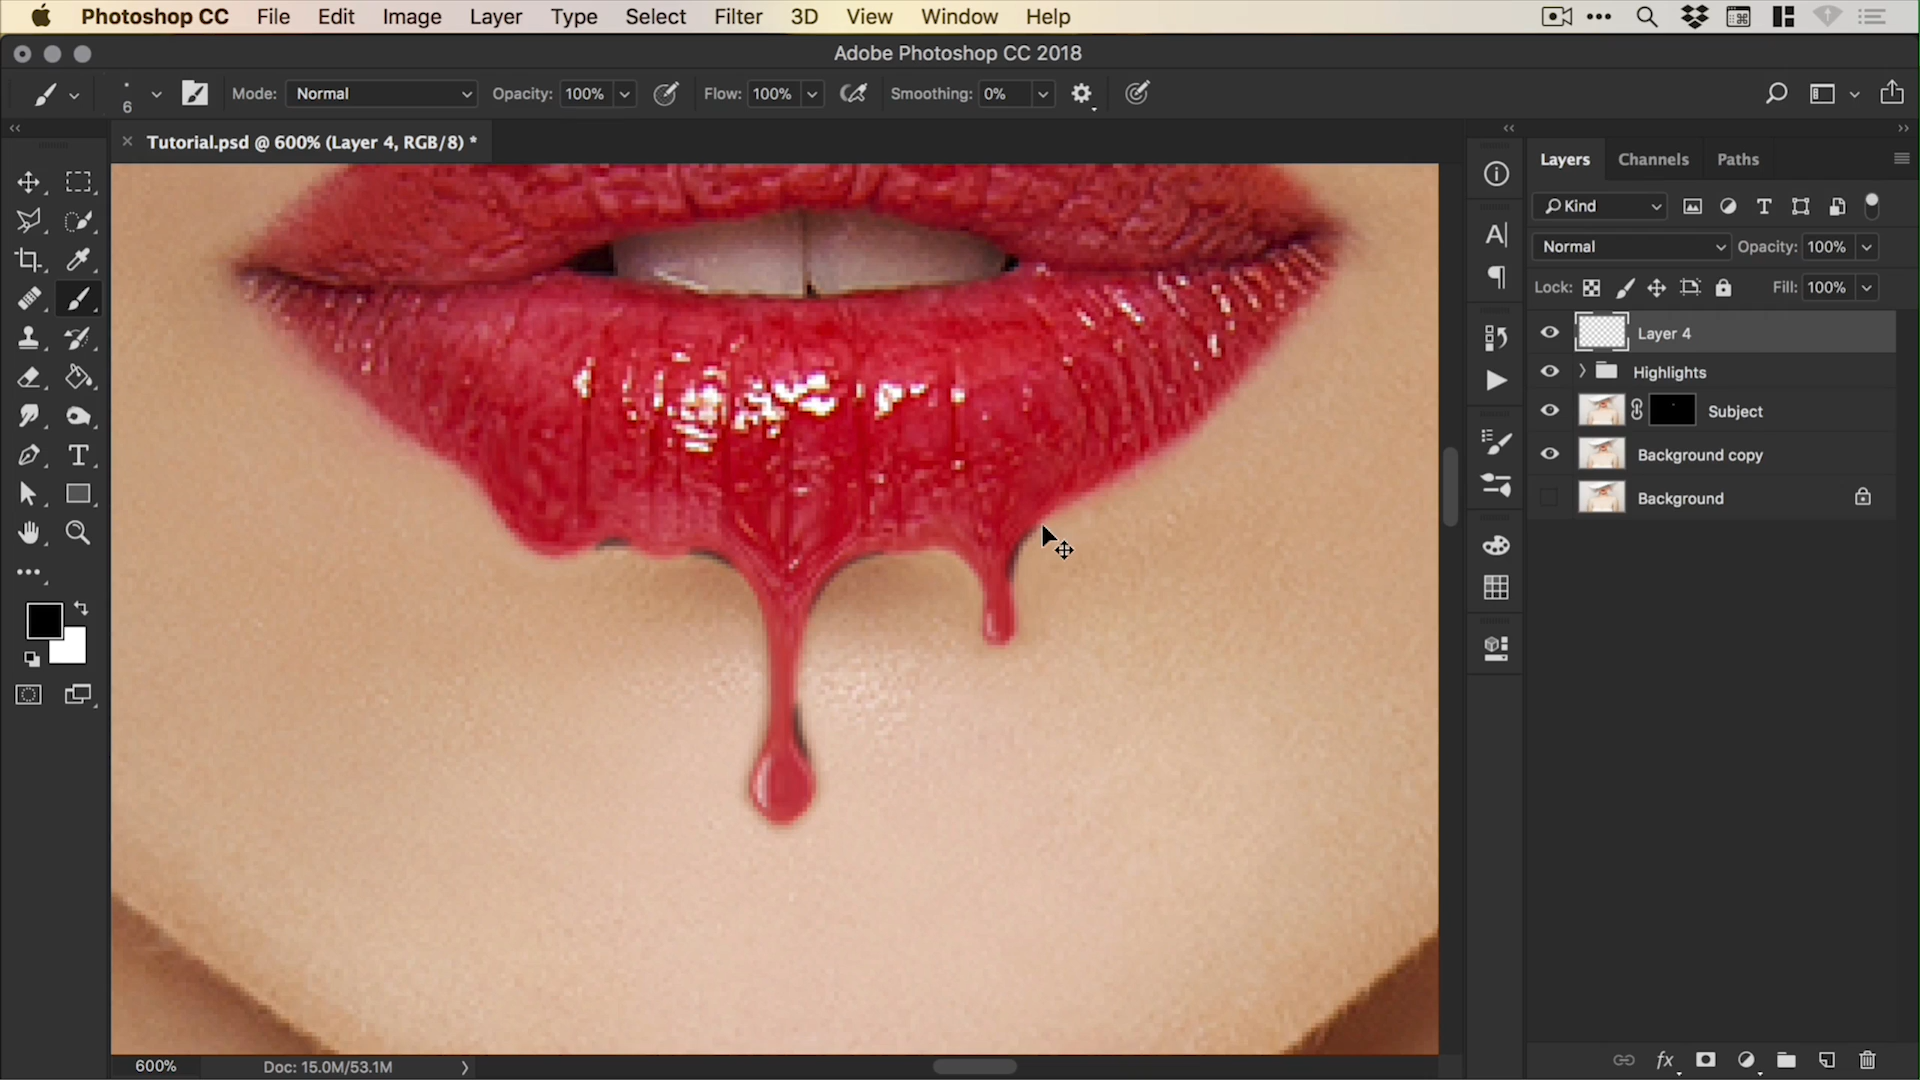 Photoshop CC File Edit Image Layer Type Select Filter 3D View Window Help
Adobe Photoshop CC 2018
6 Mode: Normal Opacity: 100% Flow: 100% Smoothing: 0%
Tutorial.psd @ 600% (Layer 4, RGB/8) *
Layers Channels Paths
Kind
Normal Opacity: 100%
Lock: Fill: 100%
Layer 4
Highlights
Subject
Background copy
Background
600% Doc: 15.0M/53.1M